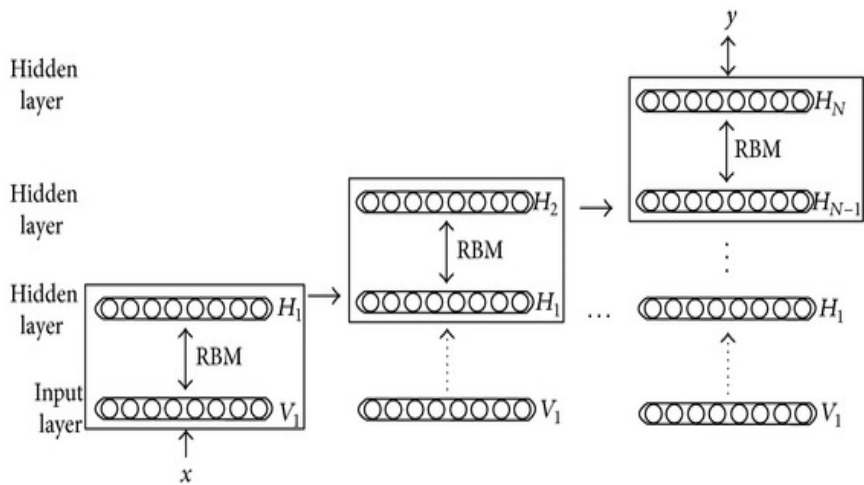 y
Hidden
layer
H_N
RBM
Hidden
layer
H_2
H_{N-1}
RBM
Hidden
layer
H_1
H_1
...
H_1
RBM
Input
layer
V_1
V_1
V_1
x